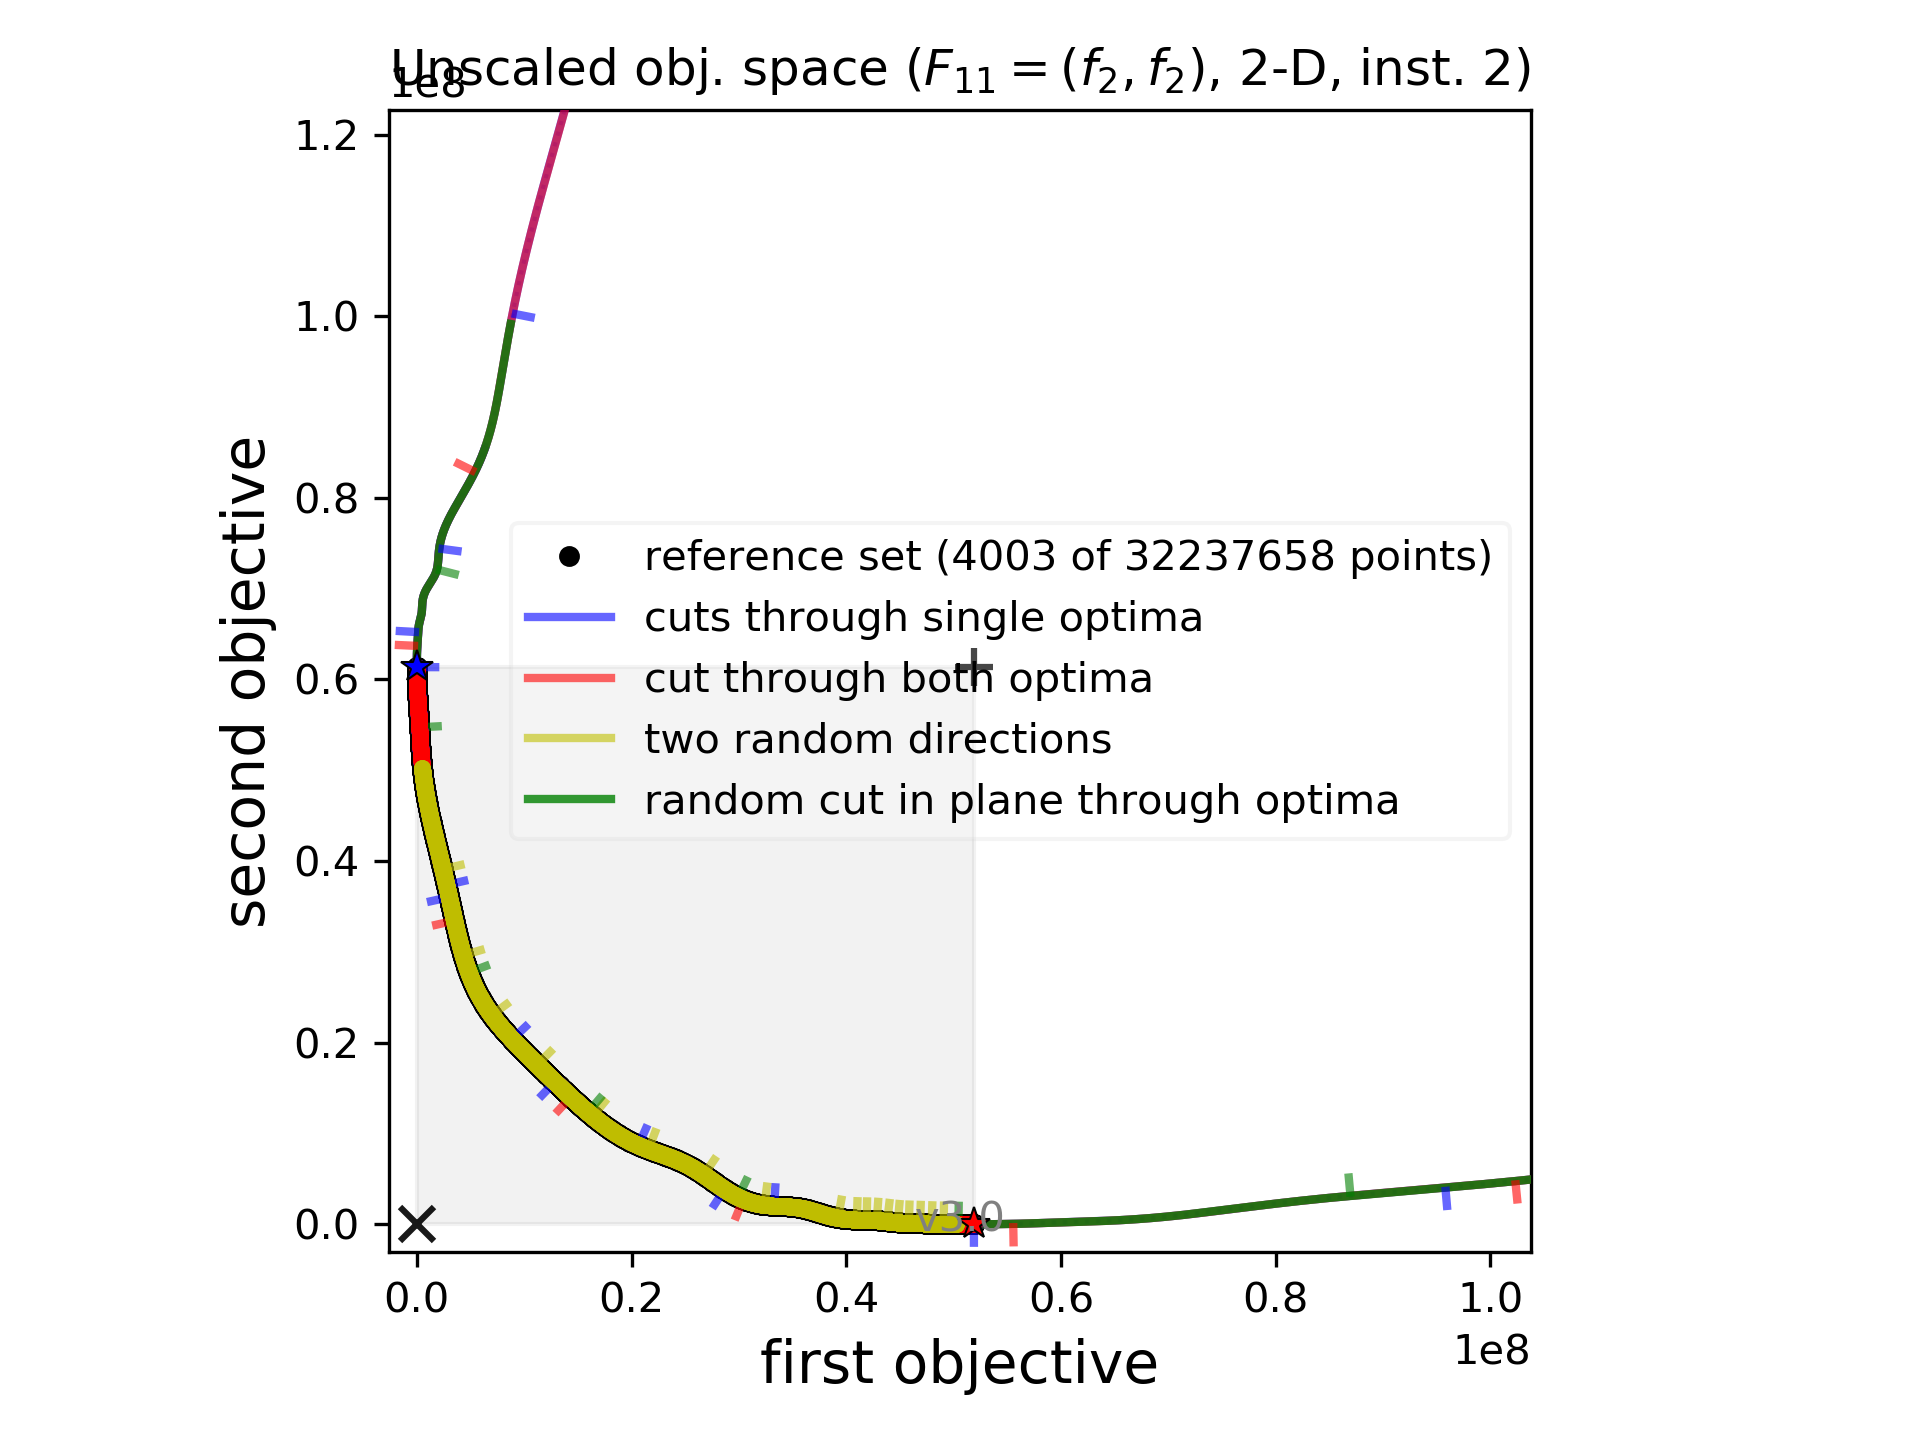 Unscaled obj. space (F₁₁ = (f₂, f₂), 2-D, inst. 2)
1e8
1.2
1.0
0.8
0.6
0.4
0.2
0.0
second objective
reference set (4003 of 32237658 points)
cuts through single optima
cut through both optima
two random directions
random cut in plane through optima
v3.0
0.0 0.2 0.4 0.6 0.8 1.0
1e8
first objective